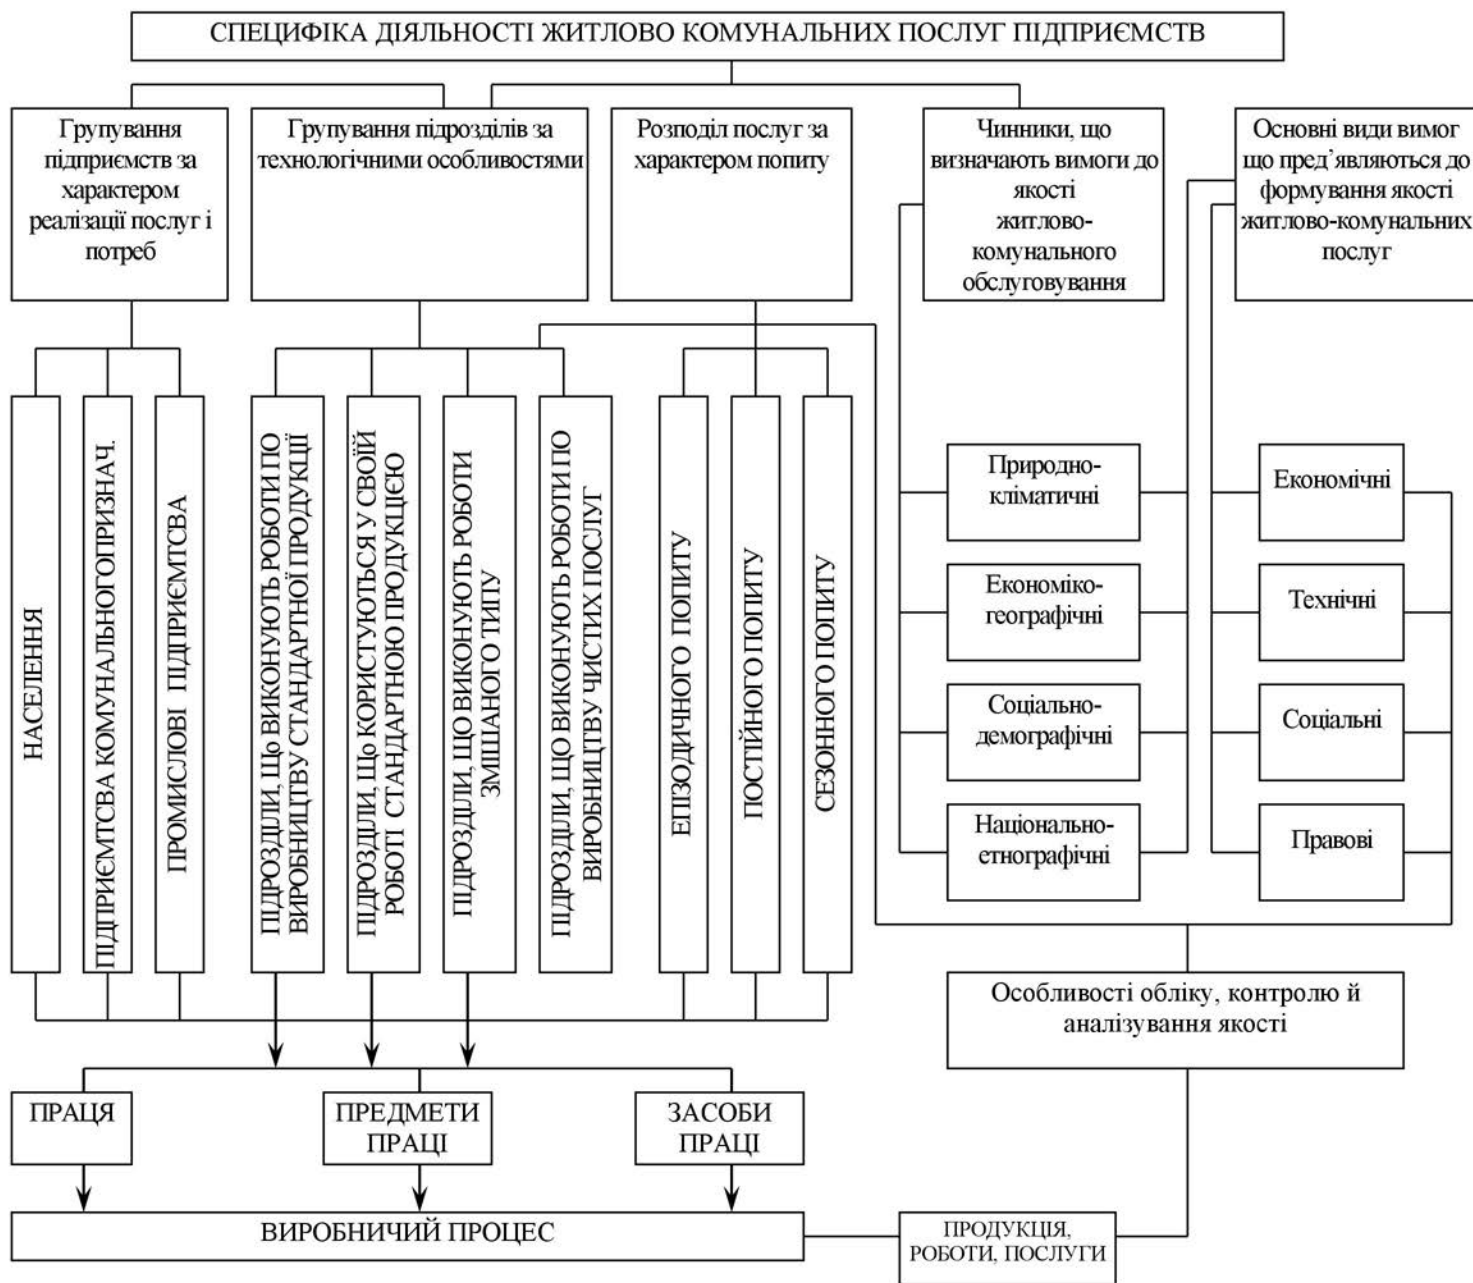 СПЕЦИФІКА ДІЯЛЬНОСТІ ЖИТЛОВО КОМУНАЛЬНИХ ПОСЛУГ ПІДПРИЄМСТВ
Групування
підприємств за
характером
реалізації послуг і
потреб
Групування підрозділів за
технологічними особливостями
Розподіл послуг за
характером попиту
Чинники, що
визначають вимоги до
якості
житлово-
комунального
обслуговування
Основні види вимог
що пред’являються до
формування якості
житлово-комунальних
послуг
НАСЕЛЕННЯ
ПІДПРИЄМТСВА КОМУНАЛЬНОГОПРИЗНАЧ.
ПРОМИСЛОВІ ПІДПРИЄМТСВА
ПІДРОЗДІЛИ, Що ВИКОНУЮТЬ РОБОТИ ПО
ВИРОБНИЦТВУ СТАНДАРТНОЇ ПРОДУКЦІЇ
ПІДРОЗДІЛИ, Що КОРИСТУЮТЬСЯ У СВОЇЙ
РОБОТІ СТАНДАРТНОЮ ПРОДУКЦІЄЮ
ПІДРОЗДІЛИ, ЩО ВИКОНУЮТЬ РОБОТИ
ЗМІШАНОГО ТИПУ
ПІДРОЗДІЛИ, ЩО ВИКОНУЮТЬ РОБОТИ ПО
ВИРОБНИЦТВУ ЧИСТИХ ПОСЛУГ
ЕПІЗОДИЧНОГО ПОПИТУ
ПОСТІЙНОГО ПОПИТУ
СЕЗОННОГО ПОПИТУ
Природно-
кліматичні
Економіко-
географічні
Соціально-
демографічні
Національно-
етнографічні
Економічні
Технічні
Соціальні
Правові
Особливості обліку, контролю й
аналізування якості
ПРАЦЯ
ПРЕДМЕТИ
ПРАЦІ
ЗАСОБИ
ПРАЦІ
ВИРОБНИЧИЙ ПРОЦЕС
ПРОДУКЦІЯ,
РОБОТИ, ПОСЛУГИ